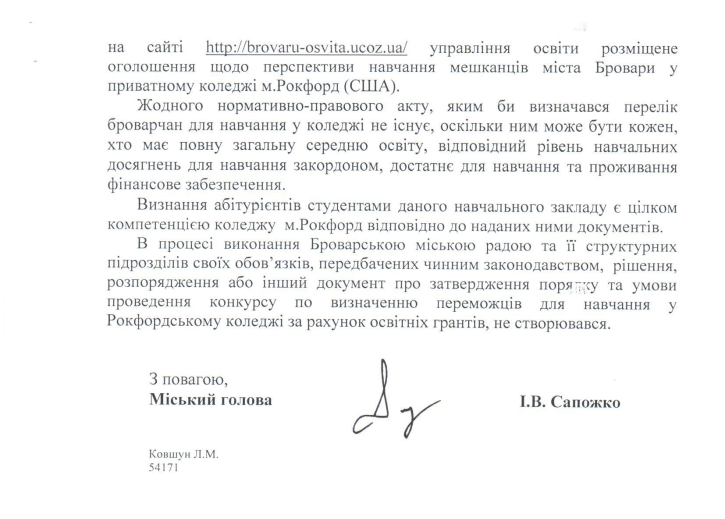 на сайті http://brovaru-osvita.ucoz.ua/ управління освіти розміщене
оголошення щодо перспективи навчання мешканців міста Бровари у
приватному коледжі м.Рокфорд (США).
Жодного нормативно-правового акту, яким би визначався перелік
броварчан для навчання у коледжі не існує, оскільки ним може бути кожен,
хто має повну загальну середню освіту, відповідний рівень навчальних
досягнень для навчання закордоном, достатнє для навчання та проживання
фінансове забезпечення.
Визнання абітурієнтів студентами даного навчального закладу є цілком
компетенцією коледжу м.Рокфорд відповідно до наданих ними документів.
В процесі виконання Броварською міською радою та її структурних
підрозділів своїх обов’язків, передбачених чинним законодавством, рішення,
розпорядження або інший документ про затвердження порядку та умови
проведення конкурсу по визначенню переможців для навчання у
Рокфордському коледжі за рахунок освітніх грантів, не створювався.
З повагою,
Міський голова І.В. Сапожко
Ковшун Л.М.
54171